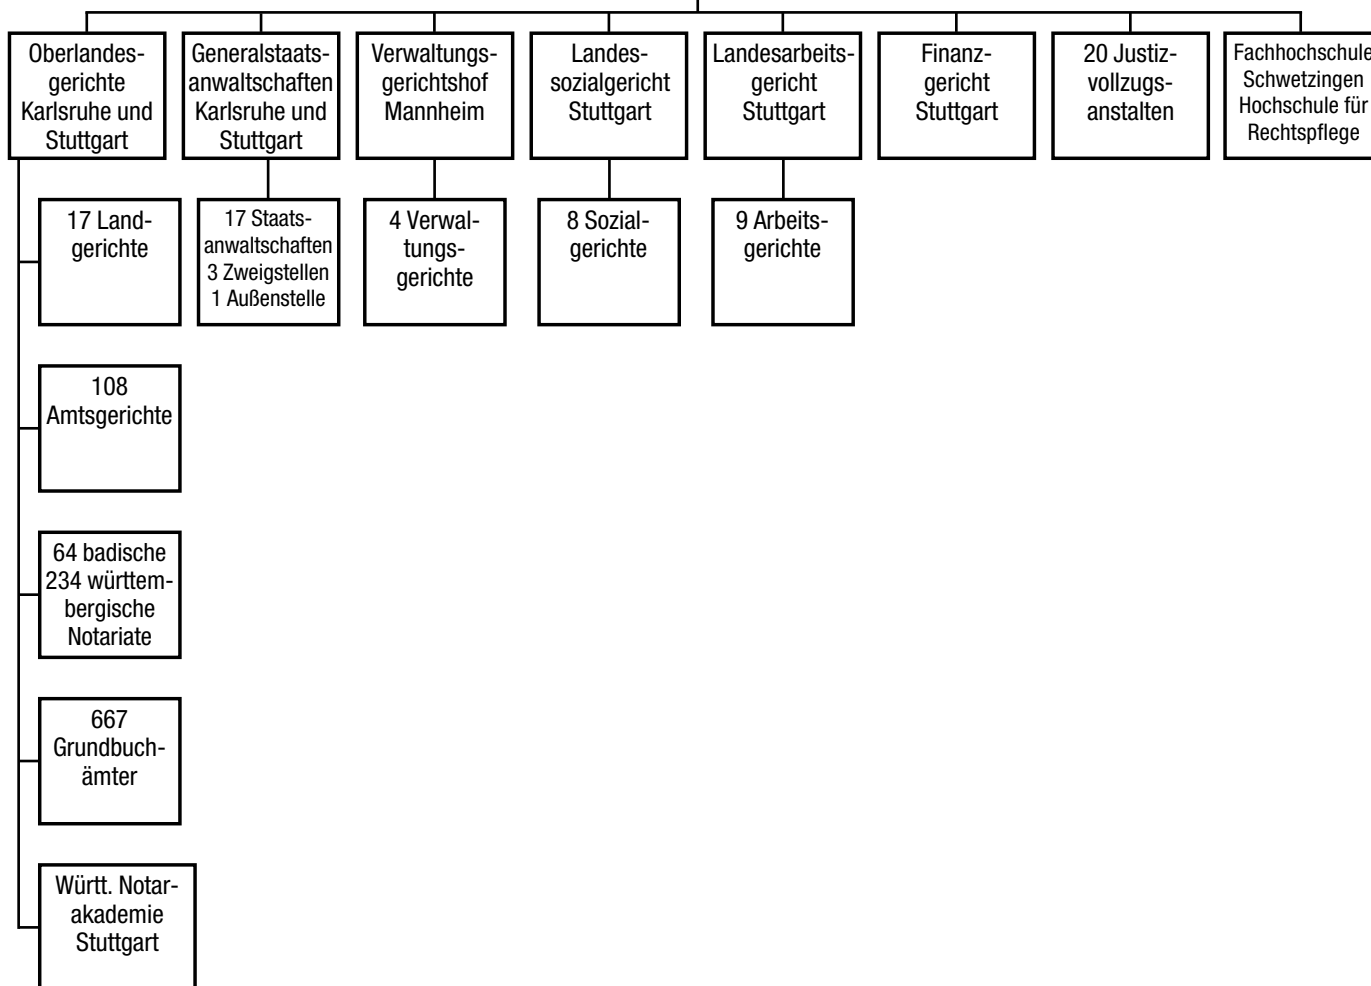 Oberlandes-
gerichte
Karlsruhe und
Stuttgart
Generalstaats-
anwaltschaften
Karlsruhe und
Stuttgart
Verwaltungs-
gerichtshof
Mannheim
Landes-
sozialgericht
Stuttgart
Landesarbeits-
gericht
Stuttgart
Finanz-
gericht
Stuttgart
20 Justiz-
vollzugs-
anstalten
Fachhochschule
Schwetzingen
Hochschule für
Rechtspflege
17 Land-
gerichte
17 Staats-
anwaltschaften
3 Zweigstellen
1 Außenstelle
4 Verwal-
tungs-
gerichte
8 Sozial-
gerichte
9 Arbeits-
gerichte
108
Amtsgerichte
64 badische
234 württem-
bergische
Notariate
667
Grundbuch-
ämter
Württ. Notar-
akademie
Stuttgart